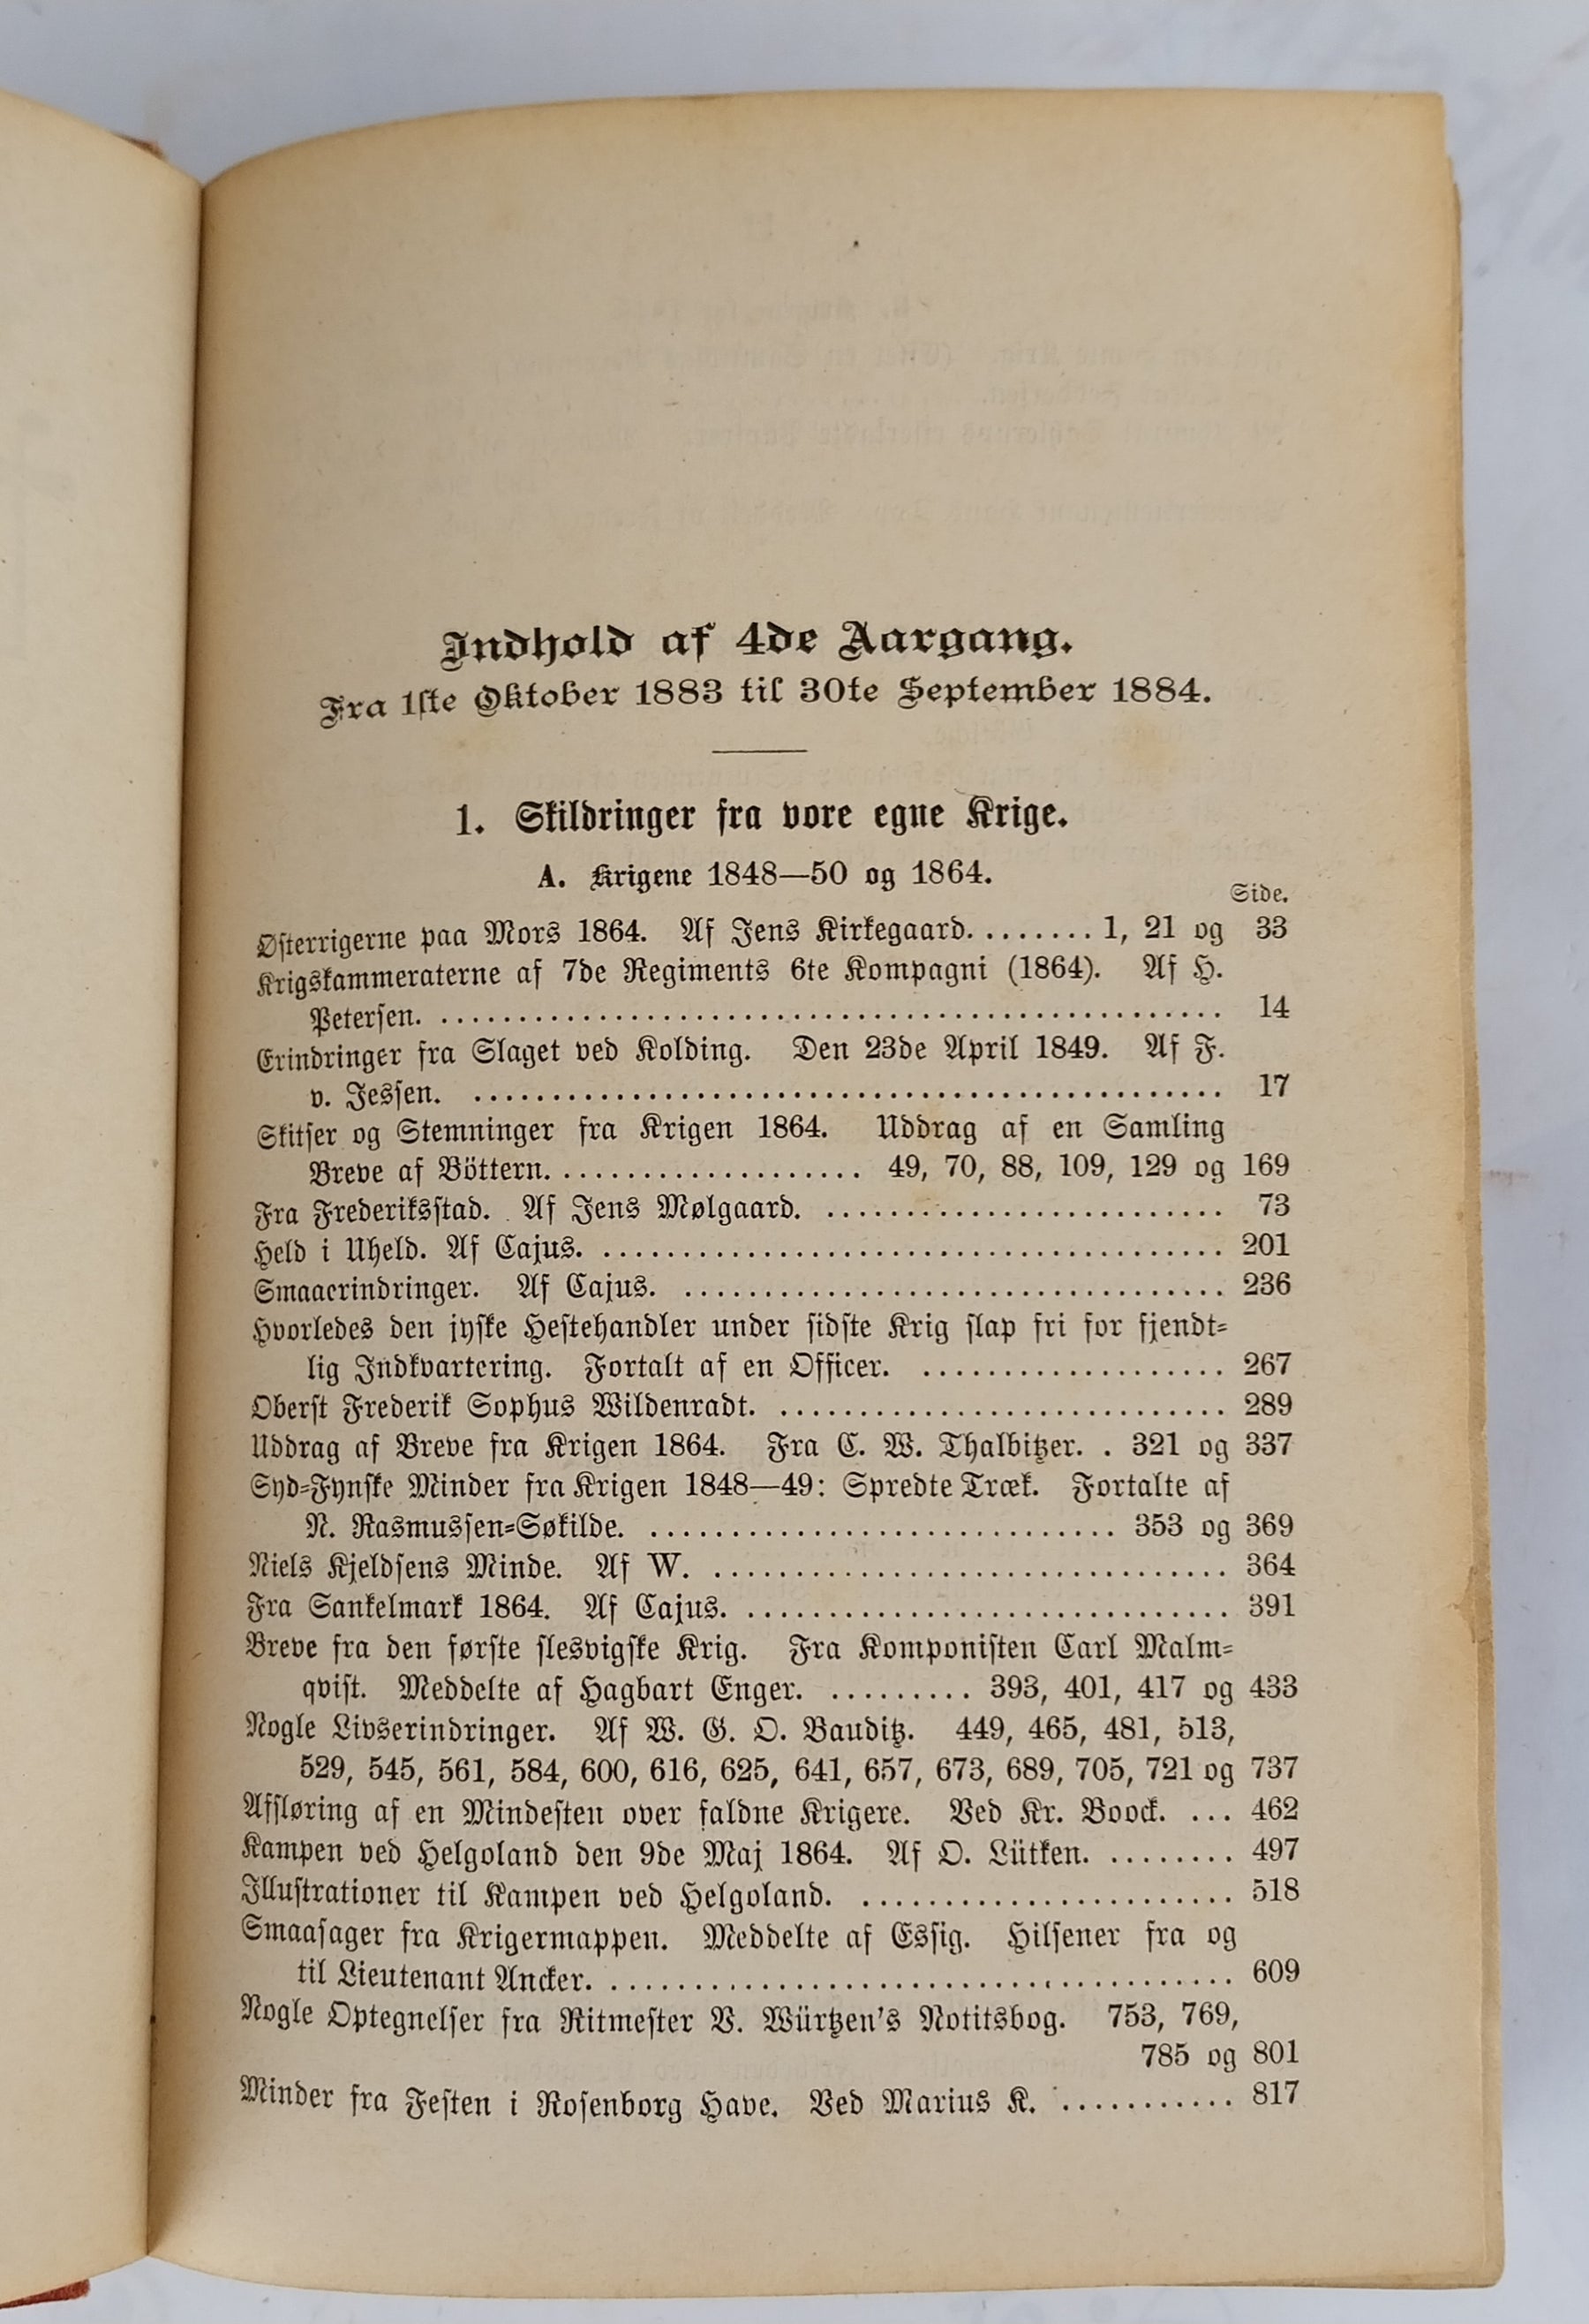 Indhold af 4de Aargang.
Fra 1ste Oktober 1883 til 30te September 1884.
1. Skildringer fra vore egne Krige.
A. Krigene 1848—50 og 1864.
Side.
Østerrigerne paa Mors 1864. Af Jens Kirkegaard. ....... 1, 21 og 33
Krigskammeraterne af 7de Regiments 6te Kompagni (1864). Af H.
Petersen. .................................................. 14
Erindringer fra Slaget ved Kolding. Den 23de April 1849. Af F.
v. Jessen. ................................................ 17
Skitser og Stemninger fra Krigen 1864. Uddrag af en Samling
Breve af Böttern. ................... 49, 70, 88, 109, 129 og 169
Fra Frederiksstad. Af Jens Mølgaard. ......................... 73
Held i Uheld. Af Cajus. ....................................... 201
Smaaerindringer. Af Cajus. .................................. 236
Hvorledes den jyske Hestehandler under sidste Krig slap fri for fjendt-
lig Indkvartering. Fortalt af en Officer. ................... 267
Oberst Frederik Sophus Wildenradt. ............................ 289
Uddrag af Breve fra Krigen 1864. Fra C. W. Thalbitzer. . 321 og 337
Syd-Fynske Minder fra Krigen 1848—49: Spredte Træk. Fortalte af
N. Rasmussen-Søkilde. ............................. 353 og 369
Niels Kjeldsens Minde. Af W. ................................ 364
Fra Sankelmark 1864. Af Cajus. .............................. 391
Breve fra den første slesvigske Krig. Fra Komponisten Carl Malm-
qvist. Meddelte af Hagbart Enger. ......... 393, 401, 417 og 433
Nogle Livserindringer. Af W. G. O. Bauditz. 449, 465, 481, 513,
529, 545, 561, 584, 600, 616, 625, 641, 657, 673, 689, 705, 721 og 737
Afsløring af en Mindesten over faldne Krigere. Ved Kr. Boock. ... 462
Kampen ved Helgoland den 9de Maj 1864. Af O. Lütken. ........ 497
Illustrationer til Kampen ved Helgoland. ........................ 518
Smaasager fra Krigermappen. Meddelte af Essig. Hilsener fra og
til Lieutenant Ancker. ........................................ 609
Nogle Optegnelser fra Ritmester V. Würtzen's Notitsbog. 753, 769,
785 og 801
Minder fra Festen i Rosenborg Have. Ved Marius K. ............ 817